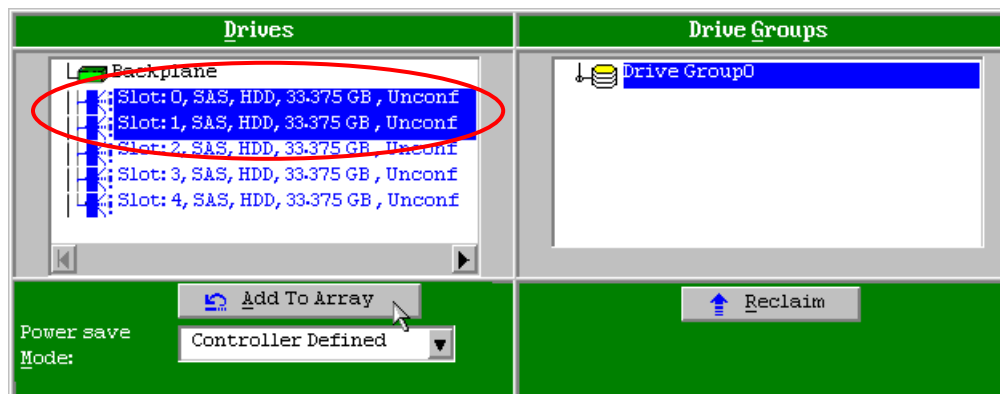 Drives
Drive Groups
Backplane
Slot: 0, SAS, HDD, 33.375 GB , Unconf
Slot: 1, SAS, HDD, 33.375 GB , Unconf
Slot: 2, SAS, HDD, 33.375 GB , Unconf
Slot: 3, SAS, HDD, 33.375 GB , Unconf
Slot: 4, SAS, HDD, 33.375 GB , Unconf
Drive Group0
Add To Array
Reclaim
Power save
Mode:
Controller Defined